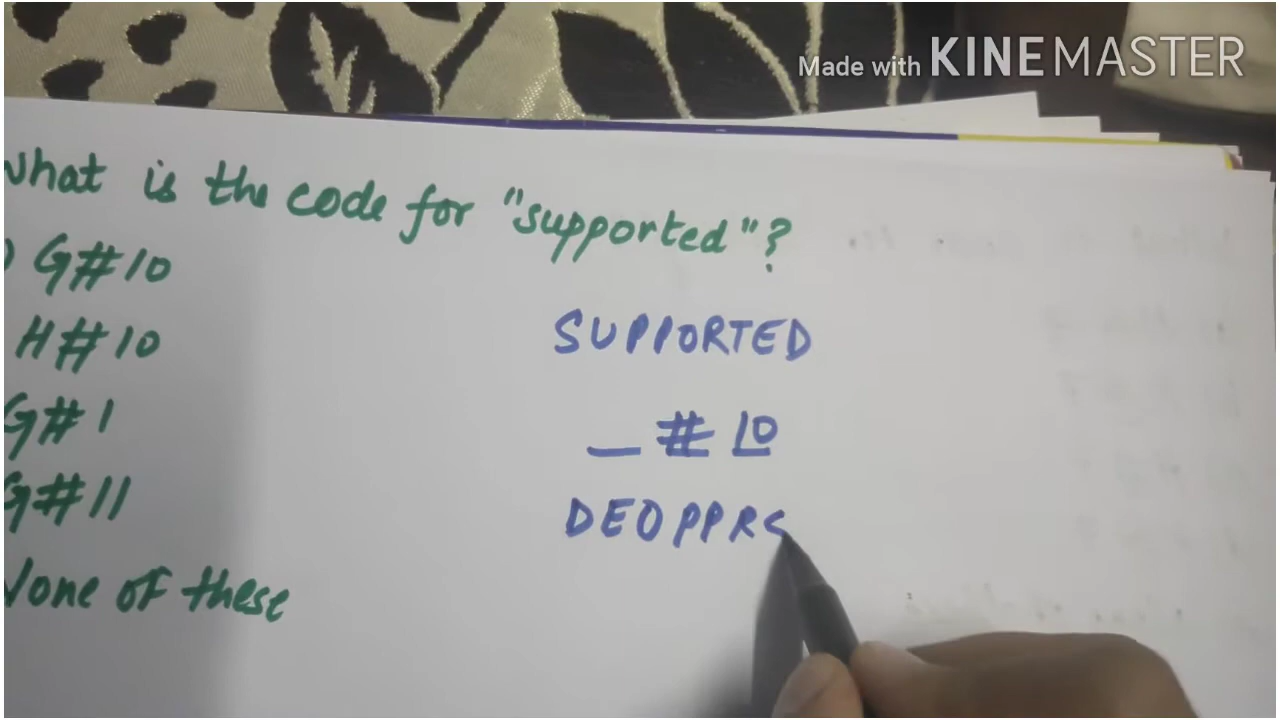 Made with KINEMASTER
What is the code for "supported"?
) G#10
H#10
G#1
G#11
None of these
SUPPORTED
_ # 10
DEOPPRS